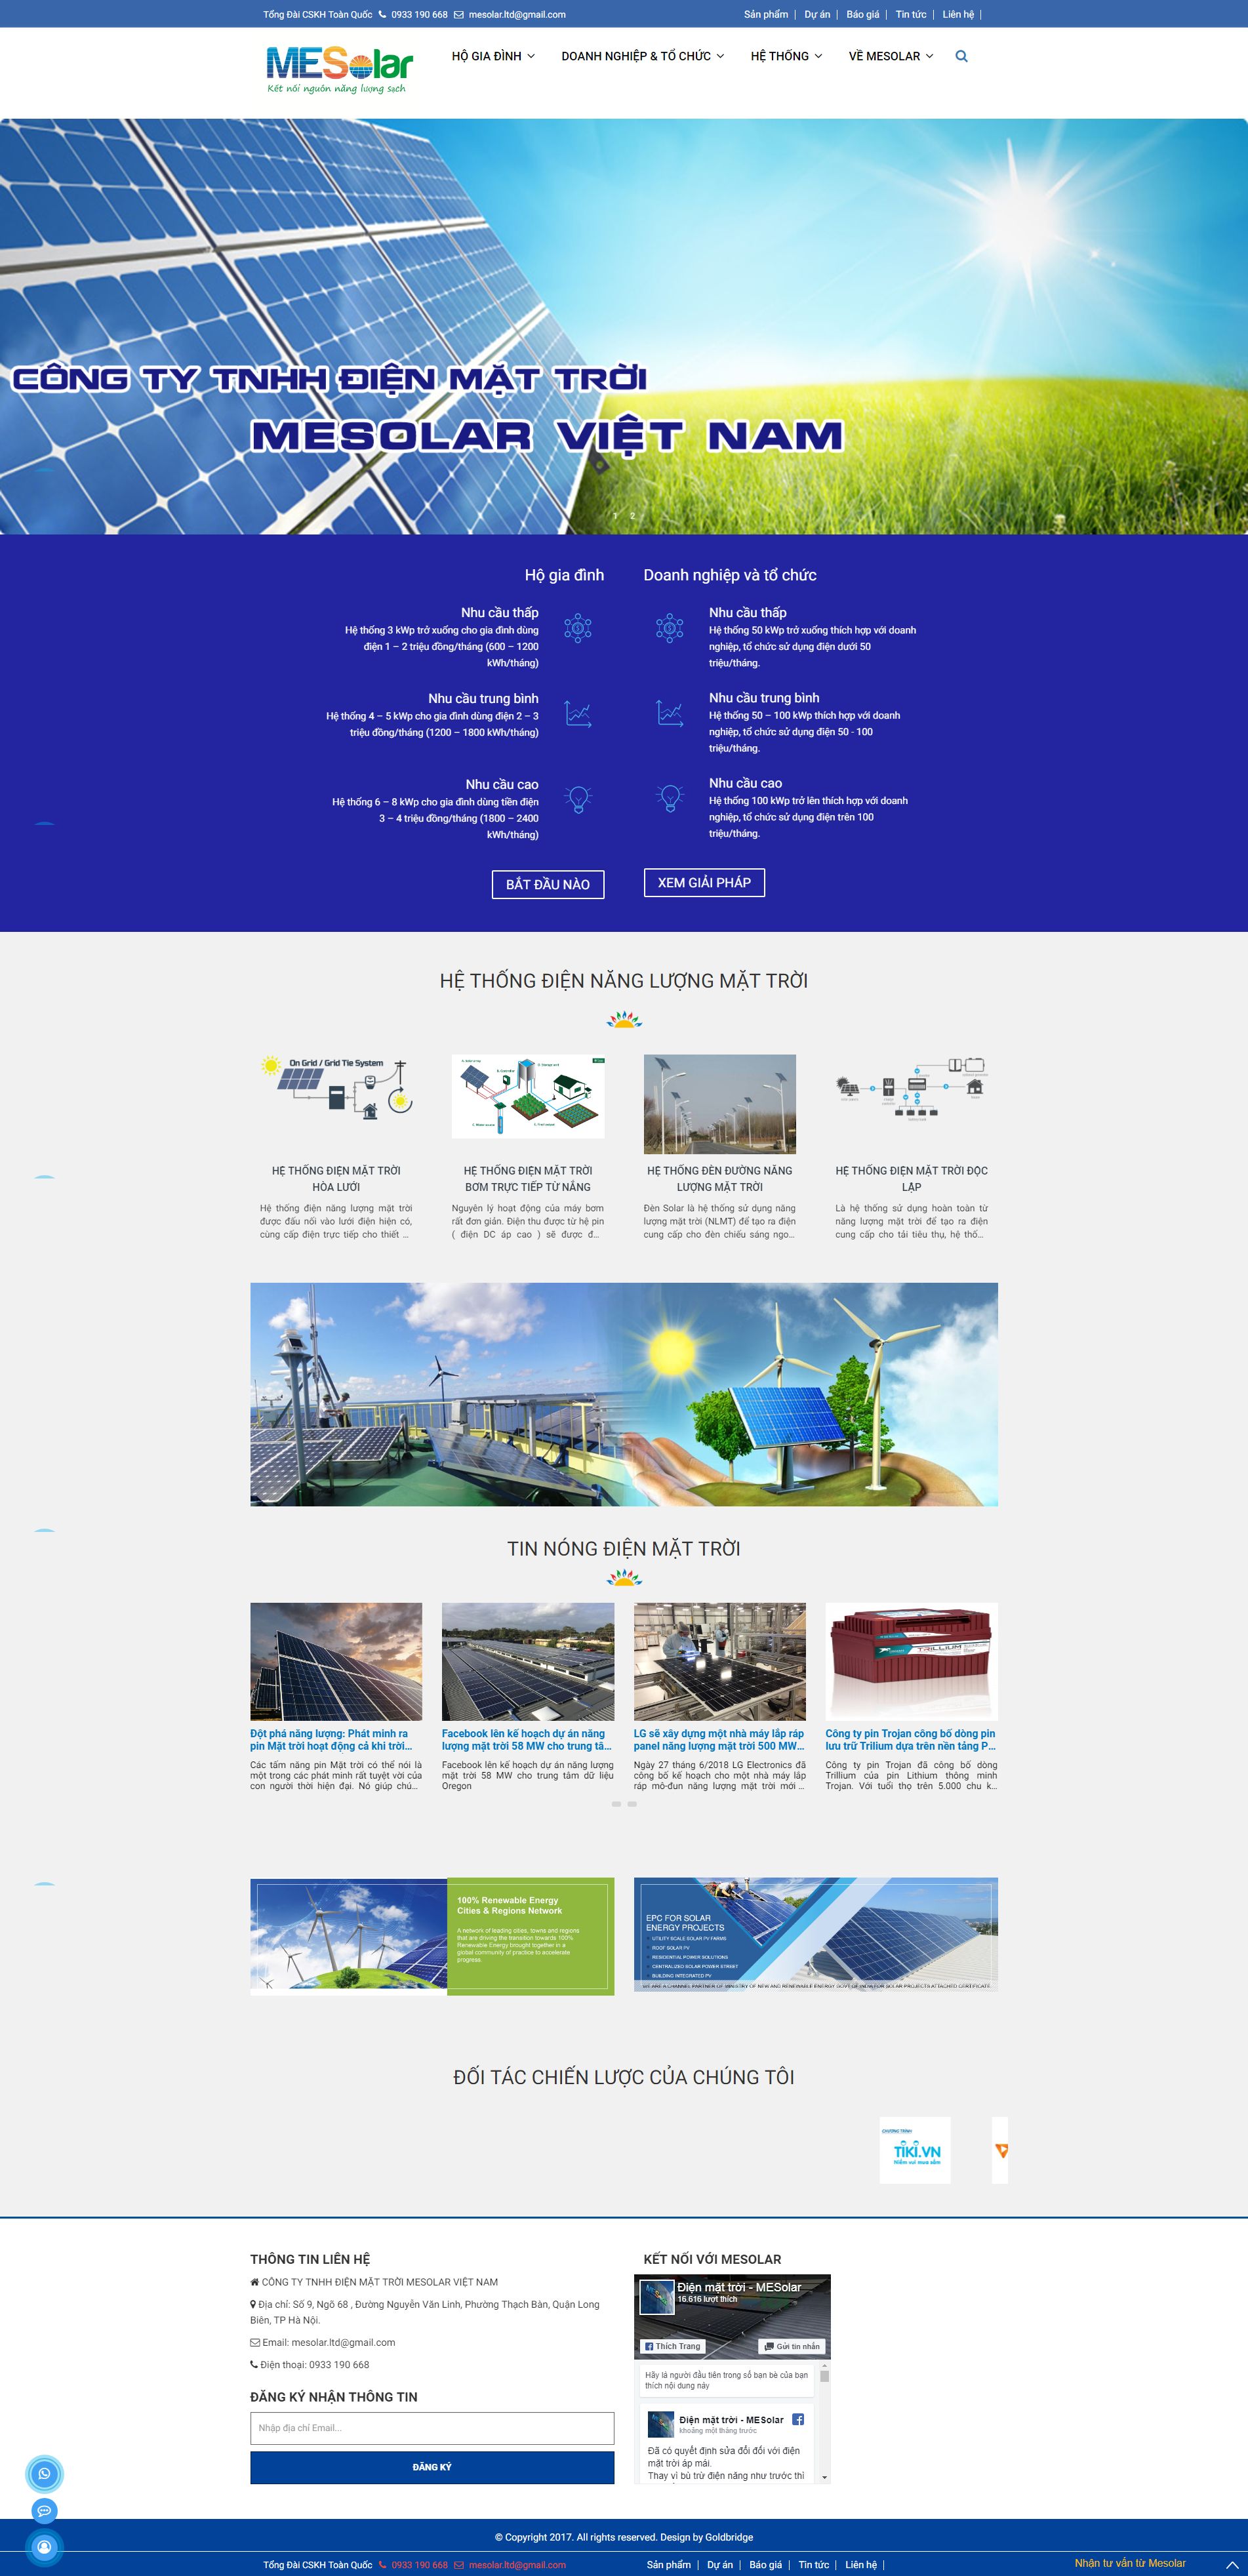 Tổng Đài CSKH Toàn Quốc 0933 190 668 mesolar.ltd@gmail.com
Sản phẩm | Dự án | Báo giá | Tin tức | Liên hệ |
MESolar
Kết nối nguồn năng lượng sạch
HỘ GIA ĐÌNH
DOANH NGHIỆP & TỔ CHỨC
HỆ THỐNG
VỀ MESOLAR
CÔNG TY TNHH ĐIỆN MẶT TRỜI
MESOLAR VIỆT NAM
1 2
Hộ gia đình
Nhu cầu thấp
Hệ thống 3 kWp trở xuống cho gia đình dùng
điện 1 – 2 triệu đồng/tháng (600 – 1200
kWh/tháng)
Nhu cầu trung bình
Hệ thống 4 – 5 kWp cho gia đình dùng điện 2 – 3
triệu đồng/tháng (1200 – 1800 kWh/tháng)
Nhu cầu cao
Hệ thống 6 – 8 kWp cho gia đình dùng tiền điện
3 – 4 triệu đồng/tháng (1800 – 2400
kWh/tháng)
BẮT ĐẦU NÀO
Doanh nghiệp và tổ chức
Nhu cầu thấp
Hệ thống 50 kWp trở xuống thích hợp với doanh
nghiệp, tổ chức sử dụng điện dưới 50
triệu/tháng.
Nhu cầu trung bình
Hệ thống 50 – 100 kWp thích hợp với doanh
nghiệp, tổ chức sử dụng điện 50 - 100
triệu/tháng.
Nhu cầu cao
Hệ thống 100 kWp trở lên thích hợp với doanh
nghiệp, tổ chức sử dụng điện trên 100
triệu/tháng.
XEM GIẢI PHÁP
HỆ THỐNG ĐIỆN NĂNG LƯỢNG MẶT TRỜI
On Grid / Grid Tie System
HỆ THỐNG ĐIỆN MẶT TRỜI
HÒA LƯỚI
Hệ thống điện năng lượng mặt trời
được đấu nối vào lưới điện hiện có,
cùng cấp điện trực tiếp cho thiết ...
HỆ THỐNG ĐIỆN MẶT TRỜI
BƠM TRỰC TIẾP TỪ NẮNG
Nguyên lý hoạt động của máy bơm
rất đơn giản. Điện thu được từ hệ pin
( điện DC áp cao ) sẽ được đ...
HỆ THỐNG ĐÈN ĐƯỜNG NĂNG
LƯỢNG MẶT TRỜI
Đèn Solar là hệ thống sử dụng năng
lượng mặt trời (NLMT) để tạo ra điện
cung cấp cho đèn chiếu sáng ngo...
HỆ THỐNG ĐIỆN MẶT TRỜI ĐỘC
LẬP
Là hệ thống sử dụng hoàn toàn từ
năng lượng mặt trời để tạo ra điện
cung cấp cho tải tiêu thụ, hệ thố...
TIN NÓNG ĐIỆN MẶT TRỜI
Đột phá năng lượng: Phát minh ra
pin Mặt trời hoạt động cả khi trời...
Các tấm năng pin Mặt trời có thể nói là
một trong các phát minh rất tuyệt vời của
con người thời hiện đại. Nó giúp chú...
Facebook lên kế hoạch dự án năng
lượng mặt trời 58 MW cho trung tâ...
Facebook lên kế hoạch dự án năng lượng
mặt trời 58 MW cho trung tâm dữ liệu
Oregon
LG sẽ xây dựng một nhà máy lắp ráp
panel năng lượng mặt trời 500 MW...
Ngày 27 tháng 6/2018 LG Electronics đã
công bố kế hoạch cho một nhà máy lắp
ráp mô-đun năng lượng mặt trời mới ...
TRILLIUM
Công ty pin Trojan công bố dòng pin
lưu trữ Trilium dựa trên nền tảng P...
Công ty pin Trojan đã công bố dòng
Trillium của pin Lithium thông minh
Trojan. Với tuổi thọ trên 5.000 chu k...
100% Renewable Energy
Cities & Regions Network
A network of leading cities, towns and regions
that are driving the transition towards 100%
Renewable Energy brought together in a
global community of practice to accelerate
progress
EPC FOR SOLAR
ENERGY PROJECTS
UTILITY SCALE SOLAR PV FARMS
ROOF SOLAR PV
RESIDENTIAL POWER SOLUTIONS
CENTRALIZED SOLAR POWER STREET
BUILDING INTEGRATED PV
WE ARE A CHANNEL PARTNER OF MINISTRY OF NEW AND RENEWABLE ENERGY GOVT OF INDIA FOR SOLAR PROJECTS ATTACHED CERTIFICATE
ĐỐI TÁC CHIẾN LƯỢC CỦA CHÚNG TÔI
CHƯƠNG TRÌNH
TIKI.VN
Niềm vui mua sắm
THÔNG TIN LIÊN HỆ
CÔNG TY TNHH ĐIỆN MẶT TRỜI MESOLAR VIỆT NAM
Địa chỉ: Số 9, Ngõ 68 , Đường Nguyễn Văn Linh, Phường Thạch Bàn, Quận Long
Biên, TP Hà Nội.
Email: mesolar.ltd@gmail.com
Điện thoại: 0933 190 668
ĐĂNG KÝ NHẬN THÔNG TIN
Nhập địa chỉ Email...
ĐĂNG KÝ
KẾT NỐI VỚI MESOLAR
Điện mặt trời - MESolar
16.616 lượt thích
Thích Trang
Gửi tin nhắn
Hãy là người đầu tiên trong số bạn bè của bạn
thích nội dung này
Điện mặt trời - MESolar
khoảng một tháng trước
Đã có quyết định sửa đổi đối với điện
mặt trời áp mái.
Thay vì bù trừ điện năng như trước thì
© Copyright 2017. All rights reserved. Design by Goldbridge
Tổng Đài CSKH Toàn Quốc 0933 190 668 mesolar.ltd@gmail.com
Sản phẩm | Dự án | Báo giá | Tin tức | Liên hệ |
Nhận tư vấn từ Mesolar